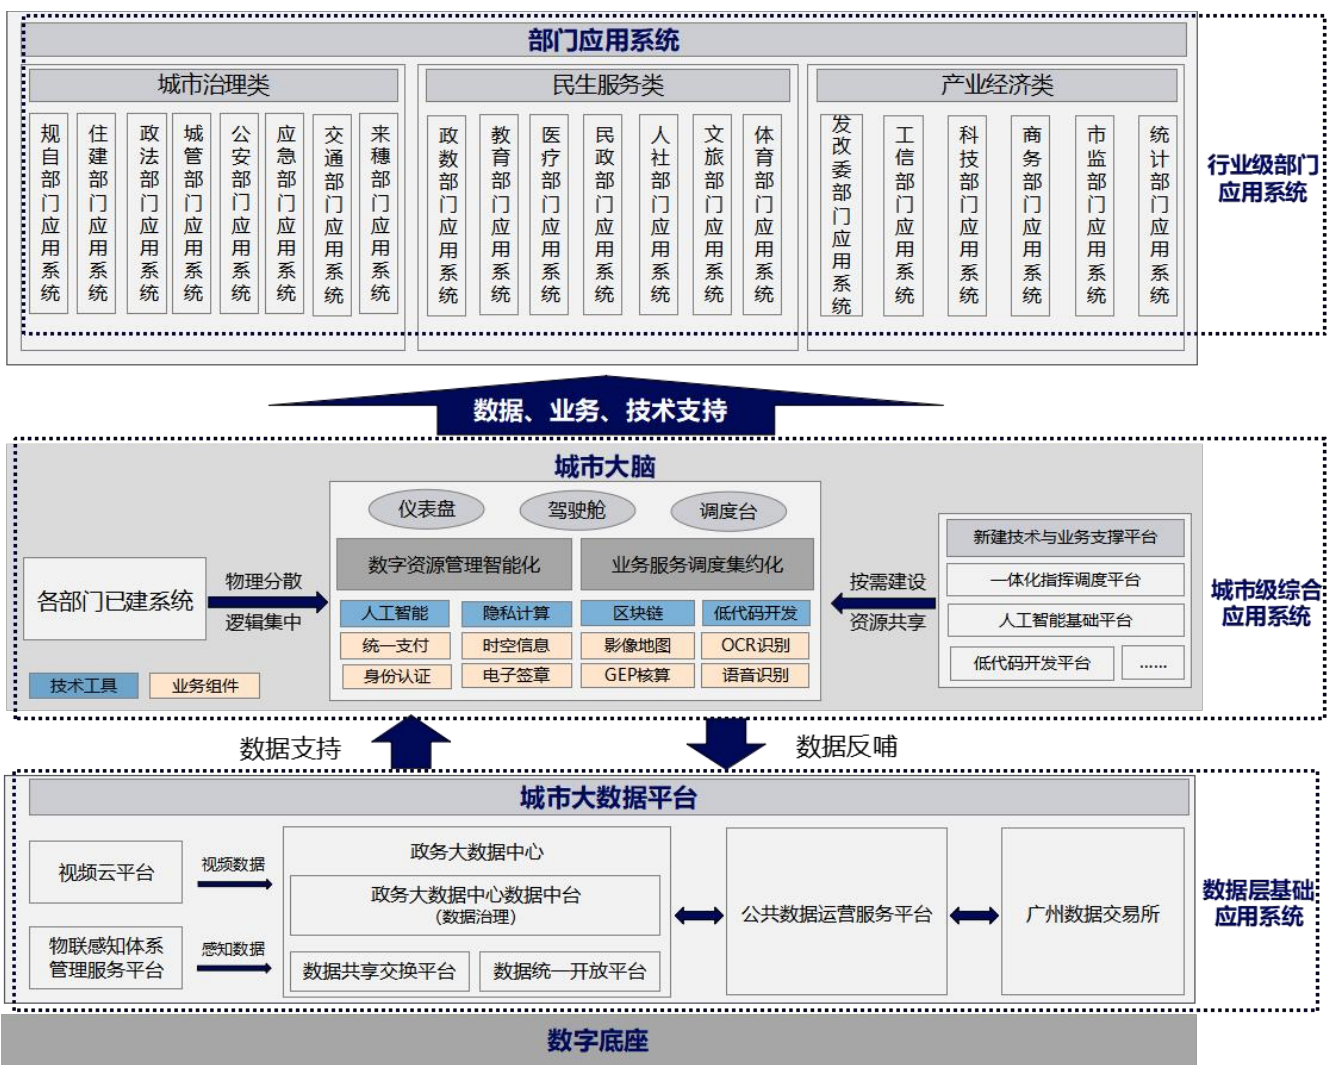 部门应用系统
城市治理类
民生服务类
产业经济类
规自部门应用系统
住建部门应用系统
政法部门应用系统
城管部门应用系统
公安部门应用系统
应急部门应用系统
交通部门应用系统
来穗部门应用系统
政数部门应用系统
教育部门应用系统
医疗部门应用系统
民政部门应用系统
人社部门应用系统
文旅部门应用系统
体育部门应用系统
发改委部门应用系统
工信部门应用系统
科技部门应用系统
商务部门应用系统
市监部门应用系统
统计部门应用系统
行业级部门
应用系统
数据、业务、技术支持
城市大脑
仪表盘
驾驶舱
调度台
数字资源管理智能化
业务服务调度集约化
人工智能
隐私计算
区块链
低代码开发
统一支付
时空信息
影像地图
OCR识别
身份认证
电子签章
GEP核算
语音识别
各部门已建系统
物理分散
逻辑集中
技术工具
业务组件
按需建设
资源共享
新建技术与业务支撑平台
一体化指挥调度平台
人工智能基础平台
低代码开发平台
……
城市级综合
应用系统
数据支持
数据反哺
城市大数据平台
视频云平台
视频数据
物联感知体系
管理服务平台
感知数据
政务大数据中心
政务大数据中心数据中台
(数据治理)
数据共享交换平台
数据统一开放平台
公共数据运营服务平台
广州数据交易所
数据层基础
应用系统
数字底座